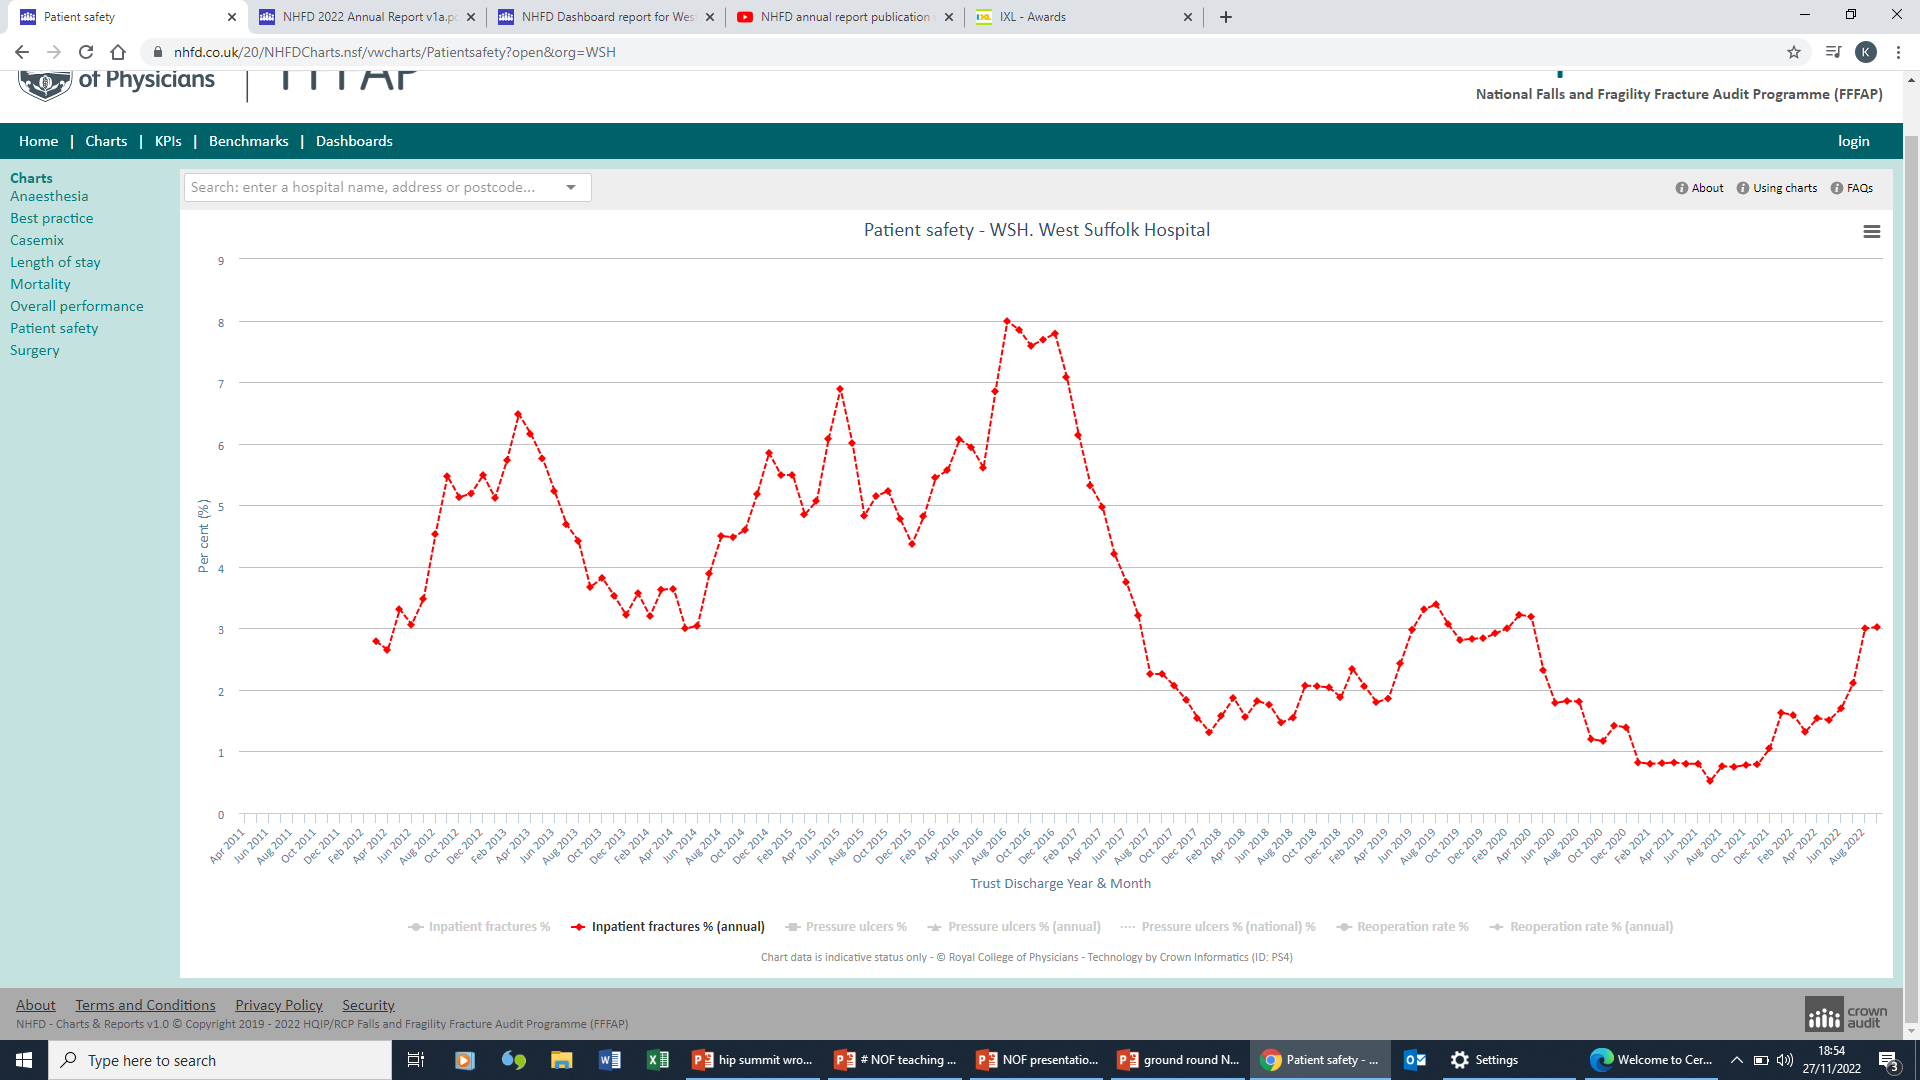 Patient safety
NHFD 2022 Annual Report v1a.p
NHFD Dashboard report for Wes
NHFD annual report publication
IXL - Awards
nhfd.co.uk/20/NHFDCharts.nsf/vwcharts/Patientsafety?open&org=WSH
K
of Physicians
FFFAP
National Falls and Fragility Fracture Audit Programme (FFFAP)
Home | Charts | KPIs | Benchmarks | Dashboards
login
Charts
Anaesthesia
Best practice
Casemix
Length of stay
Mortality
Overall performance
Patient safety
Surgery
Search: enter a hospital name, address or postcode...
About Using charts FAQs
Patient safety - WSH. West Suffolk Hospital
9
8
7
6
5
4
3
2
1
0
Per cent (%)
Apr 2011 Jun 2011 Aug 2011 Oct 2011 Dec 2011 Feb 2012 Apr 2012 Jun 2012 Aug 2012 Oct 2012 Dec 2012 Feb 2013 Apr 2013 Jun 2013 Aug 2013 Oct 2013 Dec 2013 Feb 2014 Apr 2014 Jun 2014 Aug 2014 Oct 2014 Dec 2014 Feb 2015 Apr 2015 Jun 2015 Aug 2015 Oct 2015 Dec 2015 Feb 2016 Apr 2016 Jun 2016 Aug 2016 Oct 2016 Dec 2016 Feb 2017 Apr 2017 Jun 2017 Aug 2017 Oct 2017 Dec 2017 Feb 2018 Apr 2018 Jun 2018 Aug 2018 Oct 2018 Dec 2018 Feb 2019 Apr 2019 Jun 2019 Aug 2019 Oct 2019 Dec 2019 Feb 2020 Apr 2020 Jun 2020 Aug 2020 Oct 2020 Dec 2020 Feb 2021 Apr 2021 Jun 2021 Aug 2021 Oct 2021 Dec 2021 Feb 2022 Apr 2022 Jun 2022 Aug 2022
Trust Discharge Year & Month
Inpatient fractures % Inpatient fractures % (annual) Pressure ulcers % Pressure ulcers % (annual) Pressure ulcers % (national) % Reoperation rate % Reoperation rate % (annual)
Chart data is indicative status only - © Royal College of Physicians - Technology by Crown Informatics (ID: PS4)
About Terms and Conditions Privacy Policy Security
NHFD - Charts & Reports v1.0 © Copyright 2019 - 2022 HQIP/RCP Falls and Fragility Fracture Audit Programme (FFFAP)
crown
audit
Type here to search
hip summit wro...
# NOF teaching ...
NOF presentatio...
ground round N...
Patient safety - ...
Settings
Welcome to Cer...
18:54
27/11/2022
3